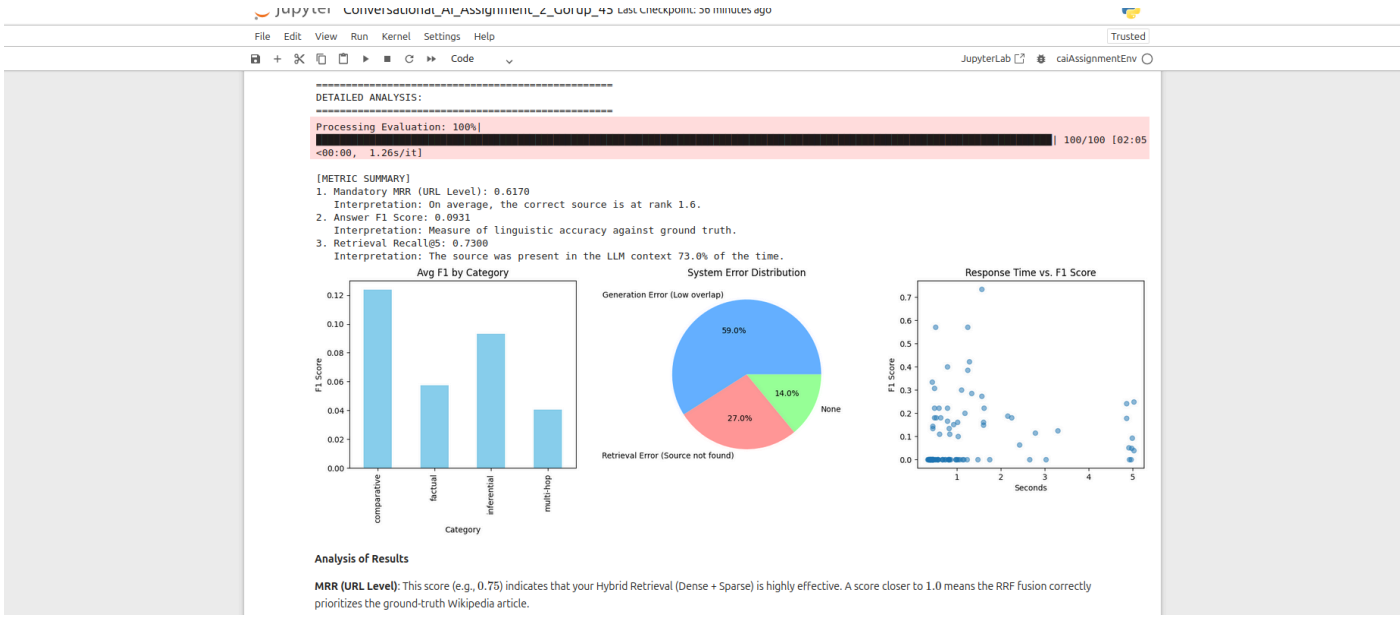 jupyter Conversational_AI_Assignment_2_Gorup_45 Last Checkpoint: 56 minutes ago
File Edit View Run Kernel Settings Help
Trusted
Code
JupyterLab
caiAssignmentEnv
==================================================
DETAILED ANALYSIS:
==================================================
Processing Evaluation: 100%|
| 100/100 [02:05
<00:00,  1.26s/it]
[METRIC SUMMARY]
1. Mandatory MRR (URL Level): 0.6170
Interpretation: On average, the correct source is at rank 1.6.
2. Answer F1 Score: 0.0931
Interpretation: Measure of linguistic accuracy against ground truth.
3. Retrieval Recall@5: 0.7300
Interpretation: The source was present in the LLM context 73.0% of the time.
Avg F1 by Category
0.12
0.10
0.08
0.06
0.04
0.02
0.00
F1 Score
comparative
factual
inferential
multi-hop
Category
System Error Distribution
Generation Error (Low overlap)
59.0%
14.0%
None
27.0%
Retrieval Error (Source not found)
Response Time vs. F1 Score
0.7
0.6
0.5
0.4
0.3
0.2
0.1
0.0
F1 Score
1 2 3 4 5
Seconds
Analysis of Results
MRR (URL Level): This score (e.g., 0.75) indicates that your Hybrid Retrieval (Dense + Sparse) is highly effective. A score closer to 1.0 means the RRF fusion correctly
prioritizes the ground-truth Wikipedia article.